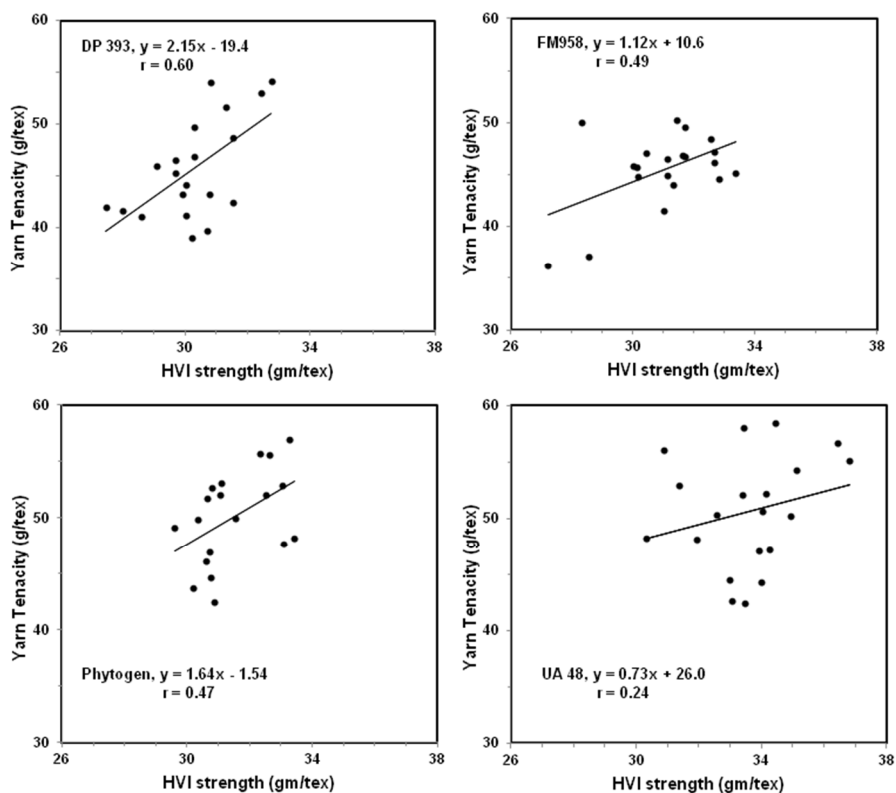 60
50
40
30
Yarn Tenacity (g/tex)
DP 393, y = 2.15x - 19.4
r = 0.60
26
30
34
38
HVI strength (gm/tex)
60
50
40
30
Yarn Tenacity (g/tex)
FM958, y = 1.12x + 10.6
r = 0.49
26
30
34
38
HVI strength (gm/tex)
60
50
40
30
Yarn Tenacity (g/tex)
Phytogen, y = 1.64x - 1.54
r = 0.47
26
30
34
38
HVI strength (gm/tex)
60
50
40
30
Yarn Tenacity (g/tex)
UA 48, y = 0.73x + 26.0
r = 0.24
26
30
34
38
HVI strength (gm/tex)